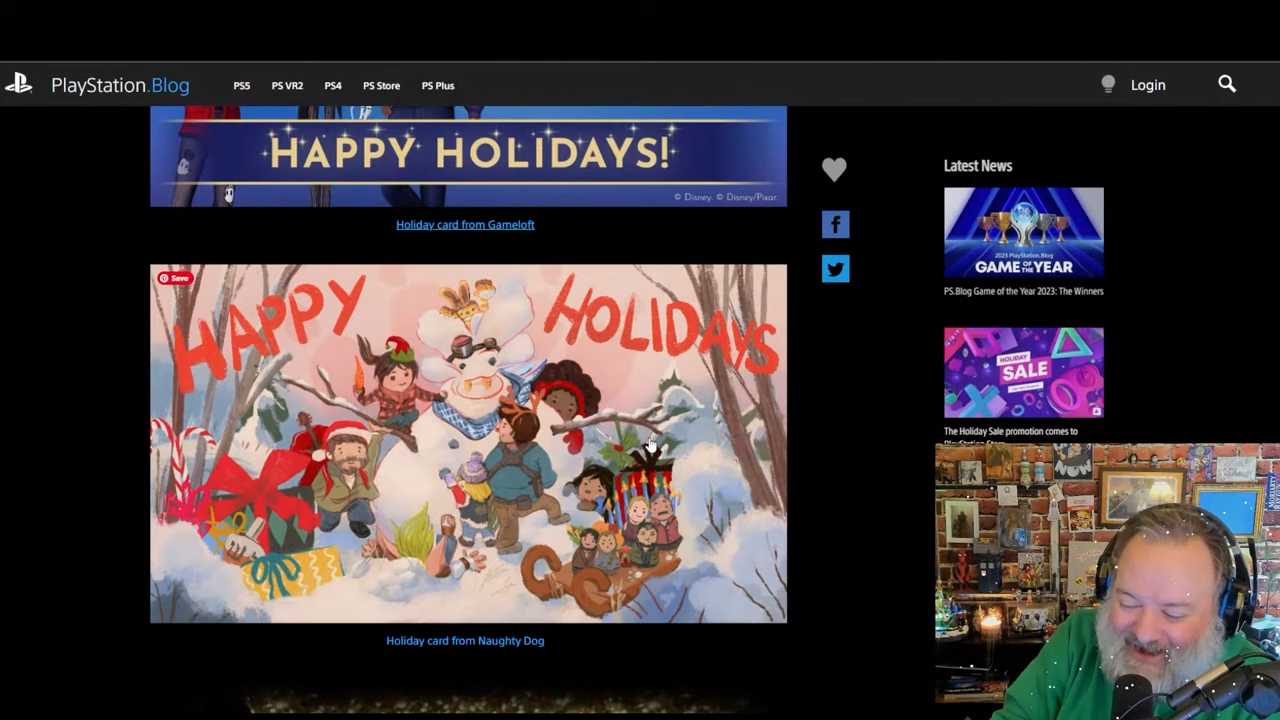 PlayStation.Blog
PS5
PS VR2
PS4
PS Store
PS Plus
Login
HAPPY HOLIDAYS!
© Disney. © Disney/Pixar.
Holiday card from Gameloft
Save
HAPPY HOLIDAYS
Holiday card from Naughty Dog
Latest News
2023 PlayStation.Blog
GAME OF THE YEAR
PS.Blog Game of the Year 2023: The Winners
HOLIDAY
SALE
The Holiday Sale promotion comes to